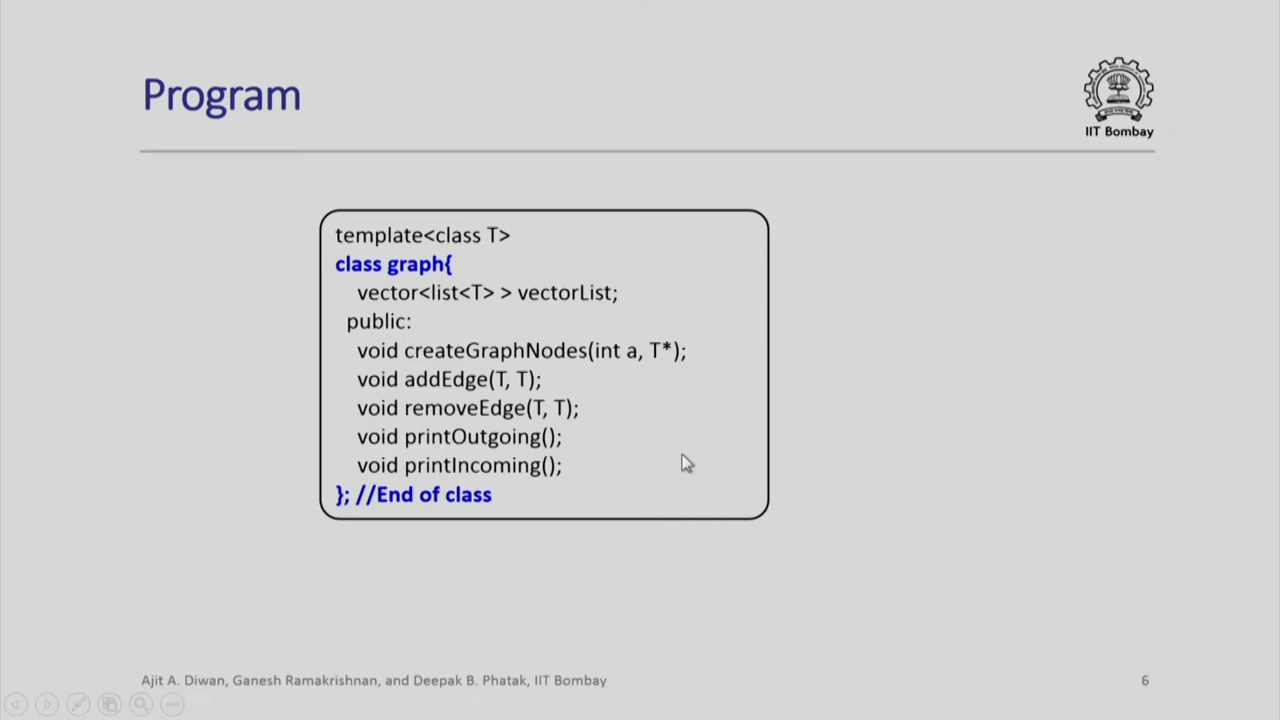 Program
IIT Bombay
template<class T>
class graph{
vector<list<T> > vectorList;
public:
void createGraphNodes(int a, T*);
void addEdge(T, T);
void removeEdge(T, T);
void printOutgoing();
void printIncoming();
}; //End of class
Ajit A. Diwan, Ganesh Ramakrishnan, and Deepak B. Phatak, IIT Bombay
6